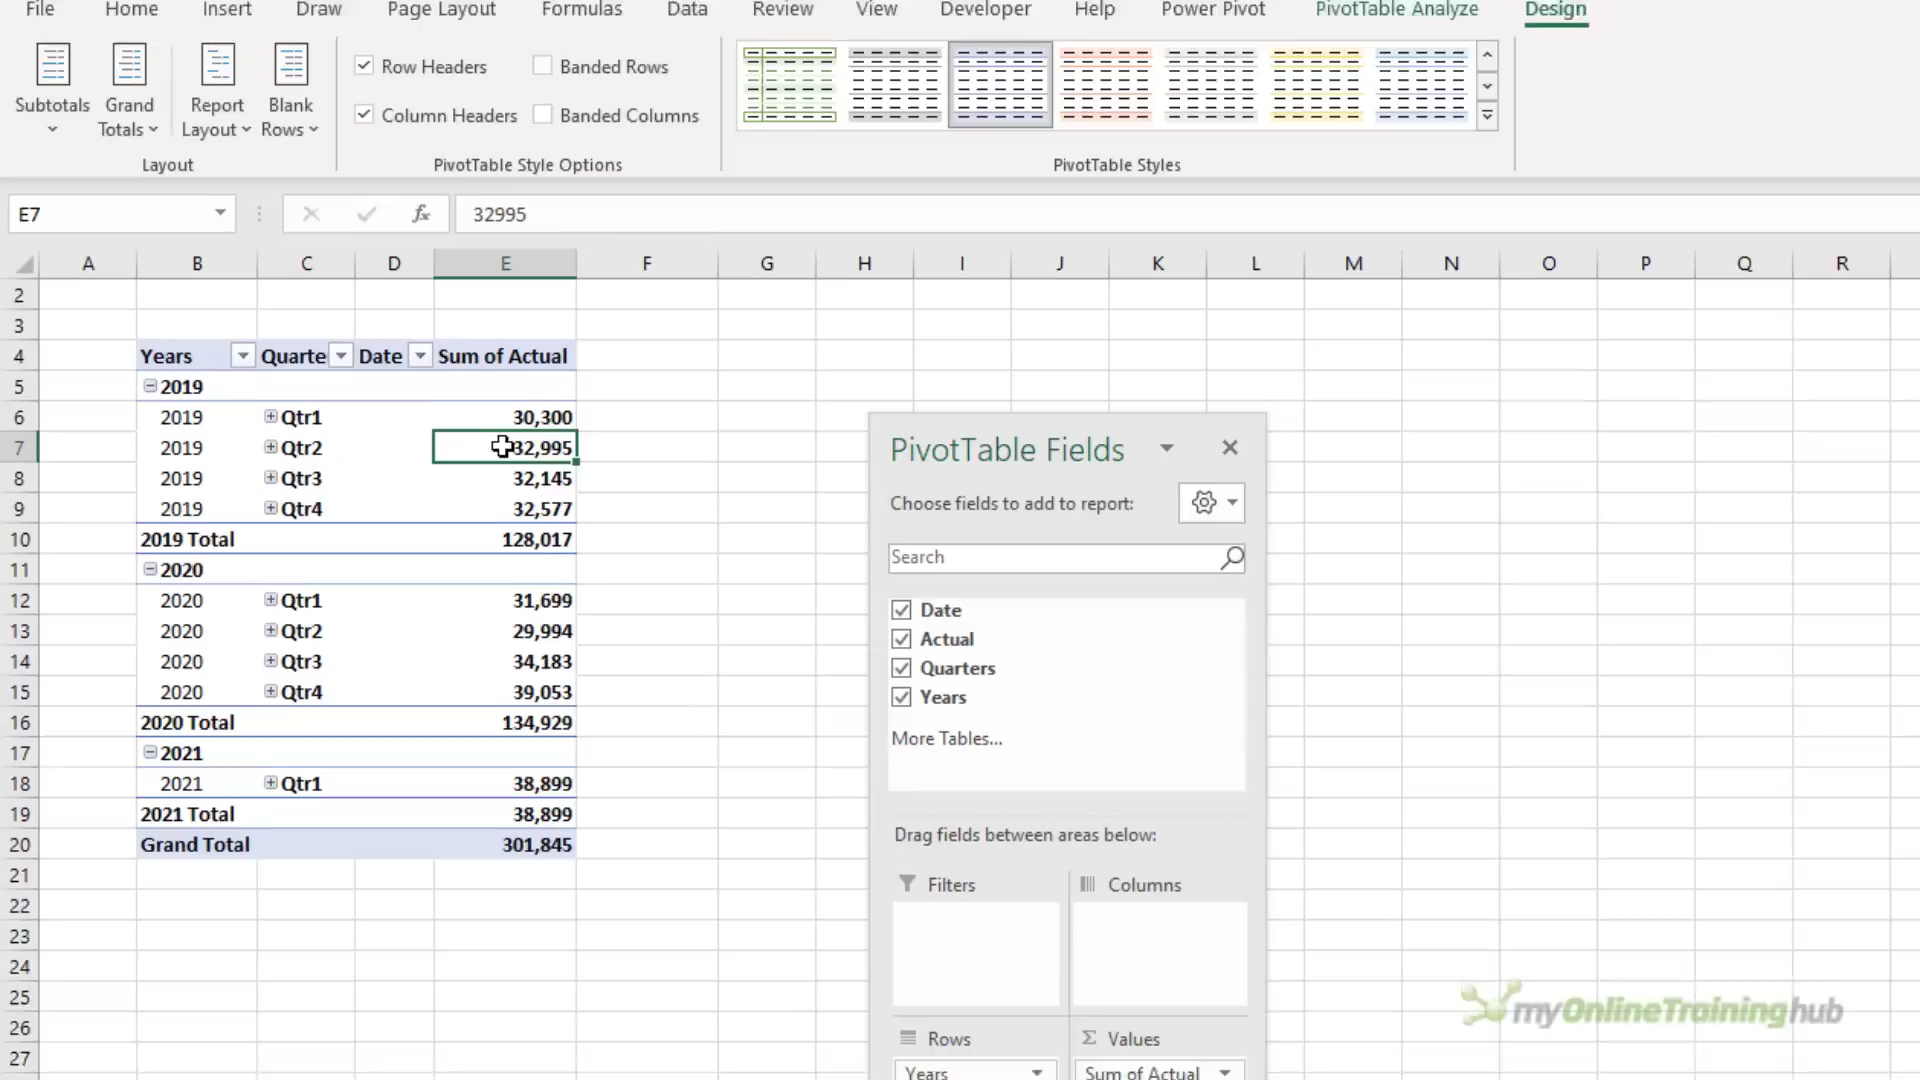 File Home Insert Draw Page Layout Formulas Data Review View Developer Help Power Pivot PivotTable Analyze Design
Subtotals
Grand Totals
Report Layout
Blank Rows
Layout
Row Headers Banded Rows
Column Headers Banded Columns
PivotTable Style Options
PivotTable Styles
E7 fx 32995
A B C D E F G H I J K L M N O P Q R
2
3
4 Years Quarte Date Sum of Actual
5 2019
6 2019 Qtr1 30,300
7 2019 Qtr2 32,995
8 2019 Qtr3 32,145
9 2019 Qtr4 32,577
10 2019 Total 128,017
11 2020
12 2020 Qtr1 31,699
13 2020 Qtr2 29,994
14 2020 Qtr3 34,183
15 2020 Qtr4 39,053
16 2020 Total 134,929
17 2021
18 2021 Qtr1 38,899
19 2021 Total 38,899
20 Grand Total 301,845
21
22
23
24
25
26
27
PivotTable Fields
Choose fields to add to report:
Search
Date
Actual
Quarters
Years
More Tables...
Drag fields between areas below:
Filters Columns
Rows Σ Values
Years Sum of Actual
myOnlineTraininghub